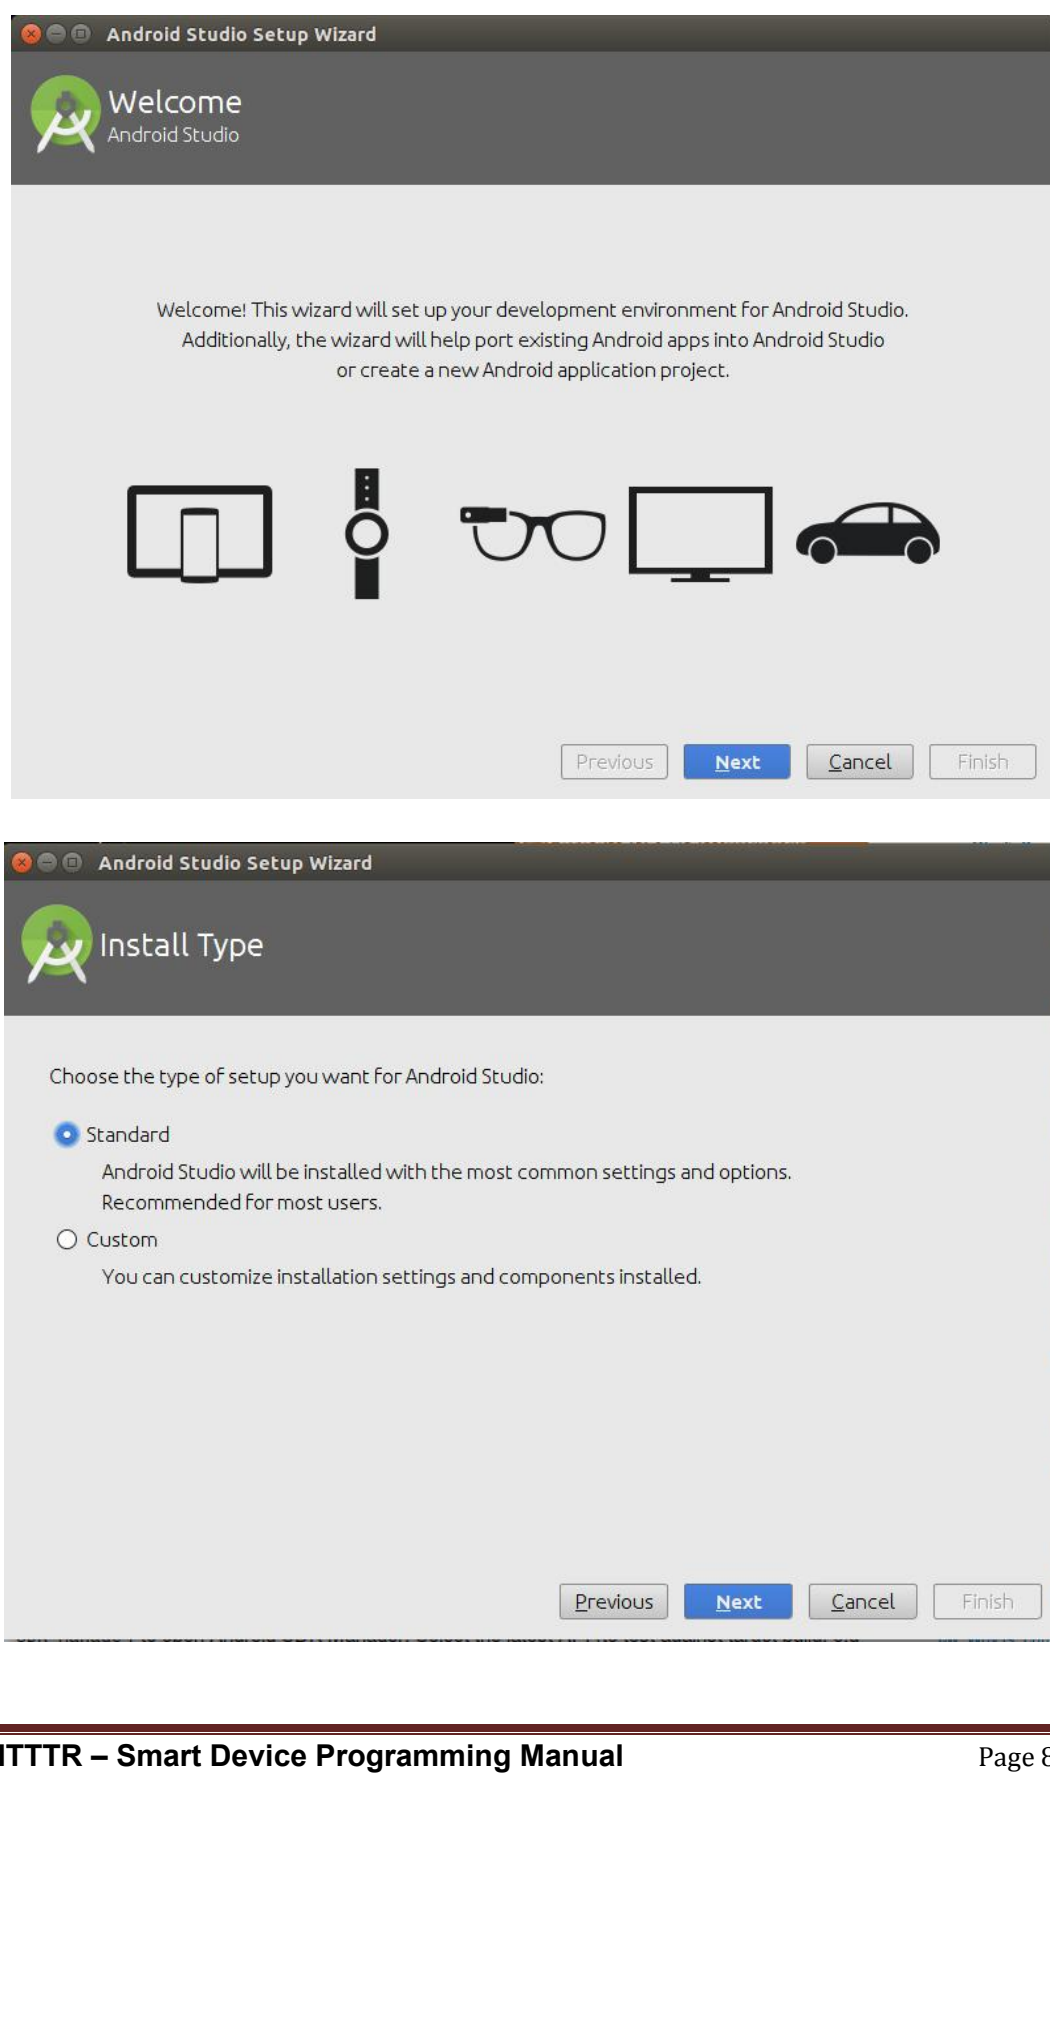 Android Studio Setup Wizard
Welcome
Android Studio
Welcome! This wizard will set up your development environment for Android Studio.
Additionally, the wizard will help port existing Android apps into Android Studio
or create a new Android application project.
Previous Next Cancel Finish
Android Studio Setup Wizard
Install Type
Choose the type of setup you want for Android Studio:
Standard
Android Studio will be installed with the most common settings and options.
Recommended for most users.
Custom
You can customize installation settings and components installed.
Previous Next Cancel Finish
ITTTR – Smart Device Programming Manual Page 8